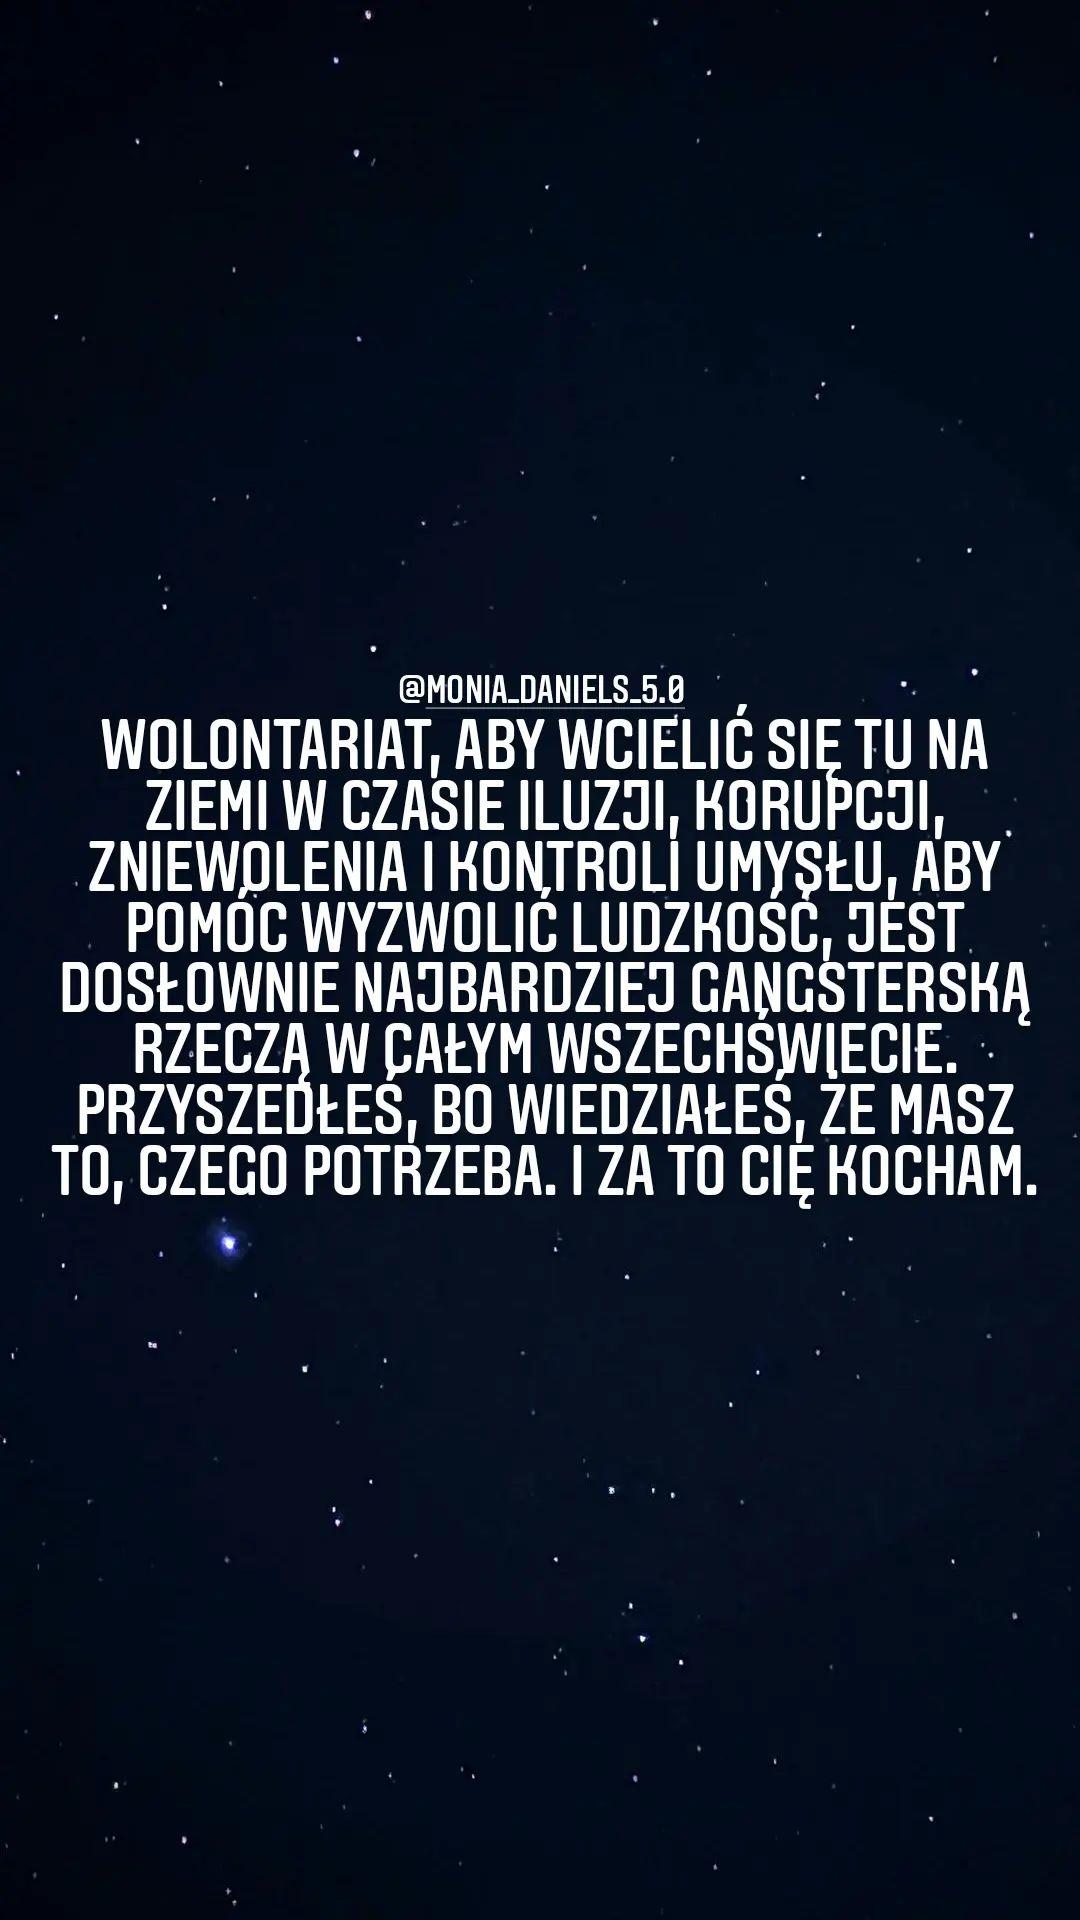 @MONIA_DANIELS_5.0
WOLONTARIAT, ABY WCIELIĆ SIĘ TU NA
ZIEMI W CZASIE ILUZJI, KORUPCJI,
ZNIEWOLENIA I KONTROLI UMYSŁU, ABY
POMÓC WYZWOLIĆ LUDZKOŚĆ, JEST
DOSŁOWNIE NAJBARDZIEJ GANGSTERSKĄ
RZECZĄ W CAŁYM WSZECHŚWIECIE.
PRZYSZEDŁEŚ, BO WIEDZIAŁEŚ, ŻE MASZ
TO, CZEGO POTRZEBA. I ZA TO CIĘ KOCHAM.